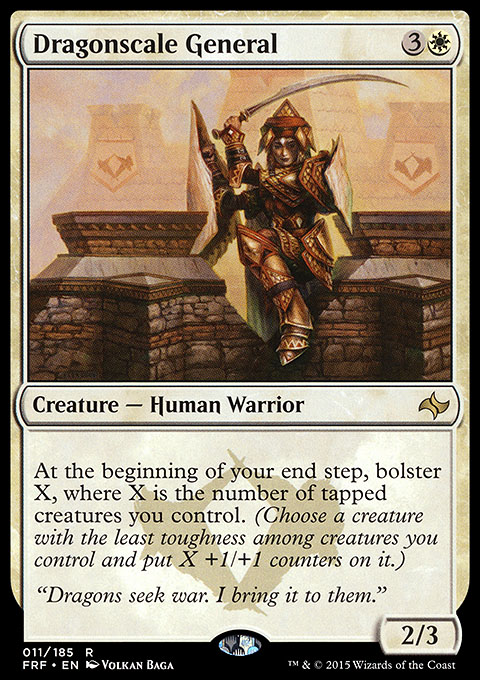 Dragonscale General
3
Creature — Human Warrior
At the beginning of your end step, bolster
X, where X is the number of tapped
creatures you control. (Choose a creature
with the least toughness among creatures you
control and put X +1/+1 counters on it.)
“Dragons seek war. I bring it to them.”
2/3
011/185 R
FRF • EN Volkan Baga
™ & © 2015 Wizards of the Coast